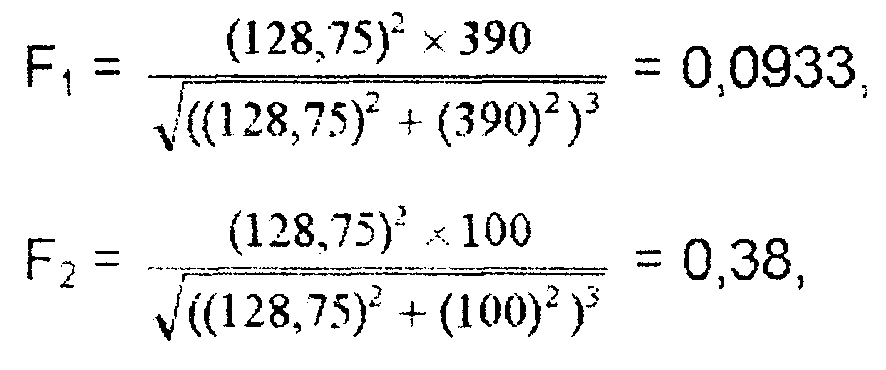 F₁ = (128,75)² × 390 / √((128,75)² + (390)²)³ = 0,0933,
F₂ = (128,75)² × 100 / √((128,75)² + (100)²)³ = 0,38,